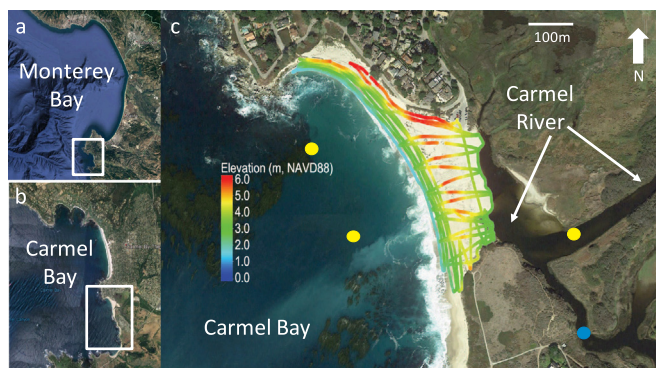 a
Monterey
Bay
b
Carmel
Bay
c
100m
N
Carmel
River
Elevation (m, NAVD88)
6.0
5.0
4.0
3.0
2.0
1.0
0.0
Carmel Bay